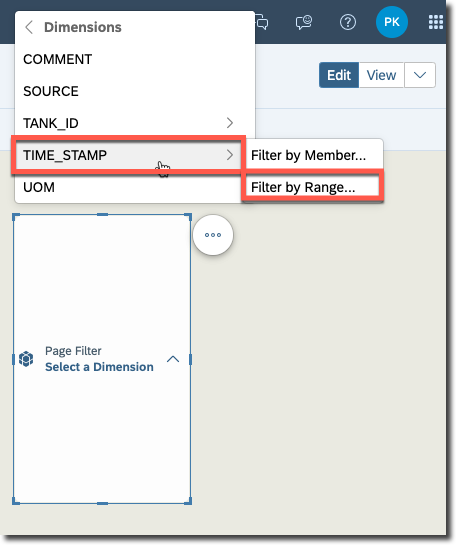 Dimensions
PK
COMMENT
SOURCE
Edit
View
TANK_ID
TIME_STAMP
Filter by Member...
UOM
Filter by Range...
Page Filter
Select a Dimension